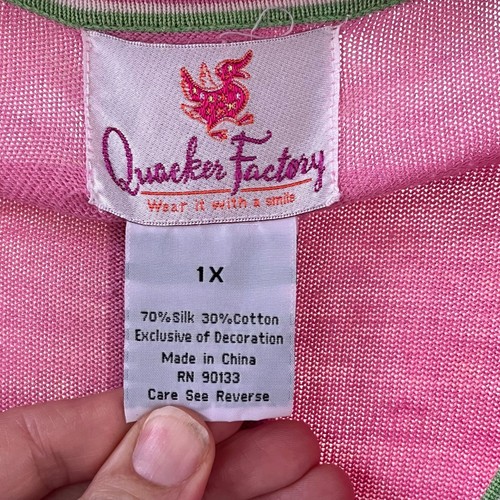 Quacker Factory
Wear it with a smile
1X
70%Silk 30%Cotton
Exclusive of Decoration
Made in China
RN 90133
Care See Reverse